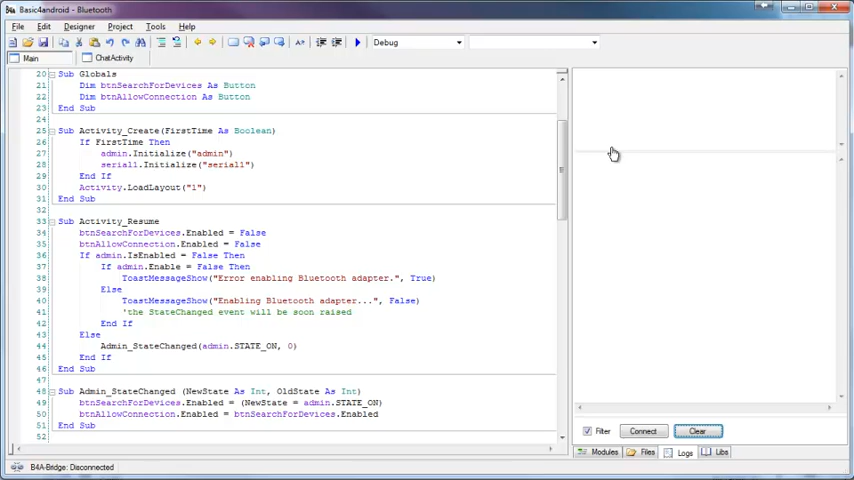 Basic4android - Bluetooth
File Edit Designer Project Tools Help
Debug
Main ChatActivity
20 Sub Globals
21 Dim btnSearchForDevices As Button
22 Dim btnAllowConnection As Button
23 End Sub
24
25 Sub Activity_Create(FirstTime As Boolean)
26 If FirstTime Then
27 admin.Initialize("admin")
28 serial1.Initialize("serial1")
29 End If
30 Activity.LoadLayout("1")
31 End Sub
32
33 Sub Activity_Resume
34 btnSearchForDevices.Enabled = False
35 btnAllowConnection.Enabled = False
36 If admin.IsEnabled = False Then
37 If admin.Enable = False Then
38 ToastMessageShow("Error enabling Bluetooth adapter.", True)
39 Else
40 ToastMessageShow("Enabling Bluetooth adapter...", False)
41 'the StateChanged event will be soon raised
42 End If
43 Else
44 Admin_StateChanged(admin.STATE_ON, 0)
45 End If
46 End Sub
47
48 Sub Admin_StateChanged (NewState As Int, OldState As Int)
49 btnSearchForDevices.Enabled = (NewState = admin.STATE_ON)
50 btnAllowConnection.Enabled = btnSearchForDevices.Enabled
51 End Sub
52
Filter Connect Clear
Modules Files Logs Libs
B4A-Bridge: Disconnected